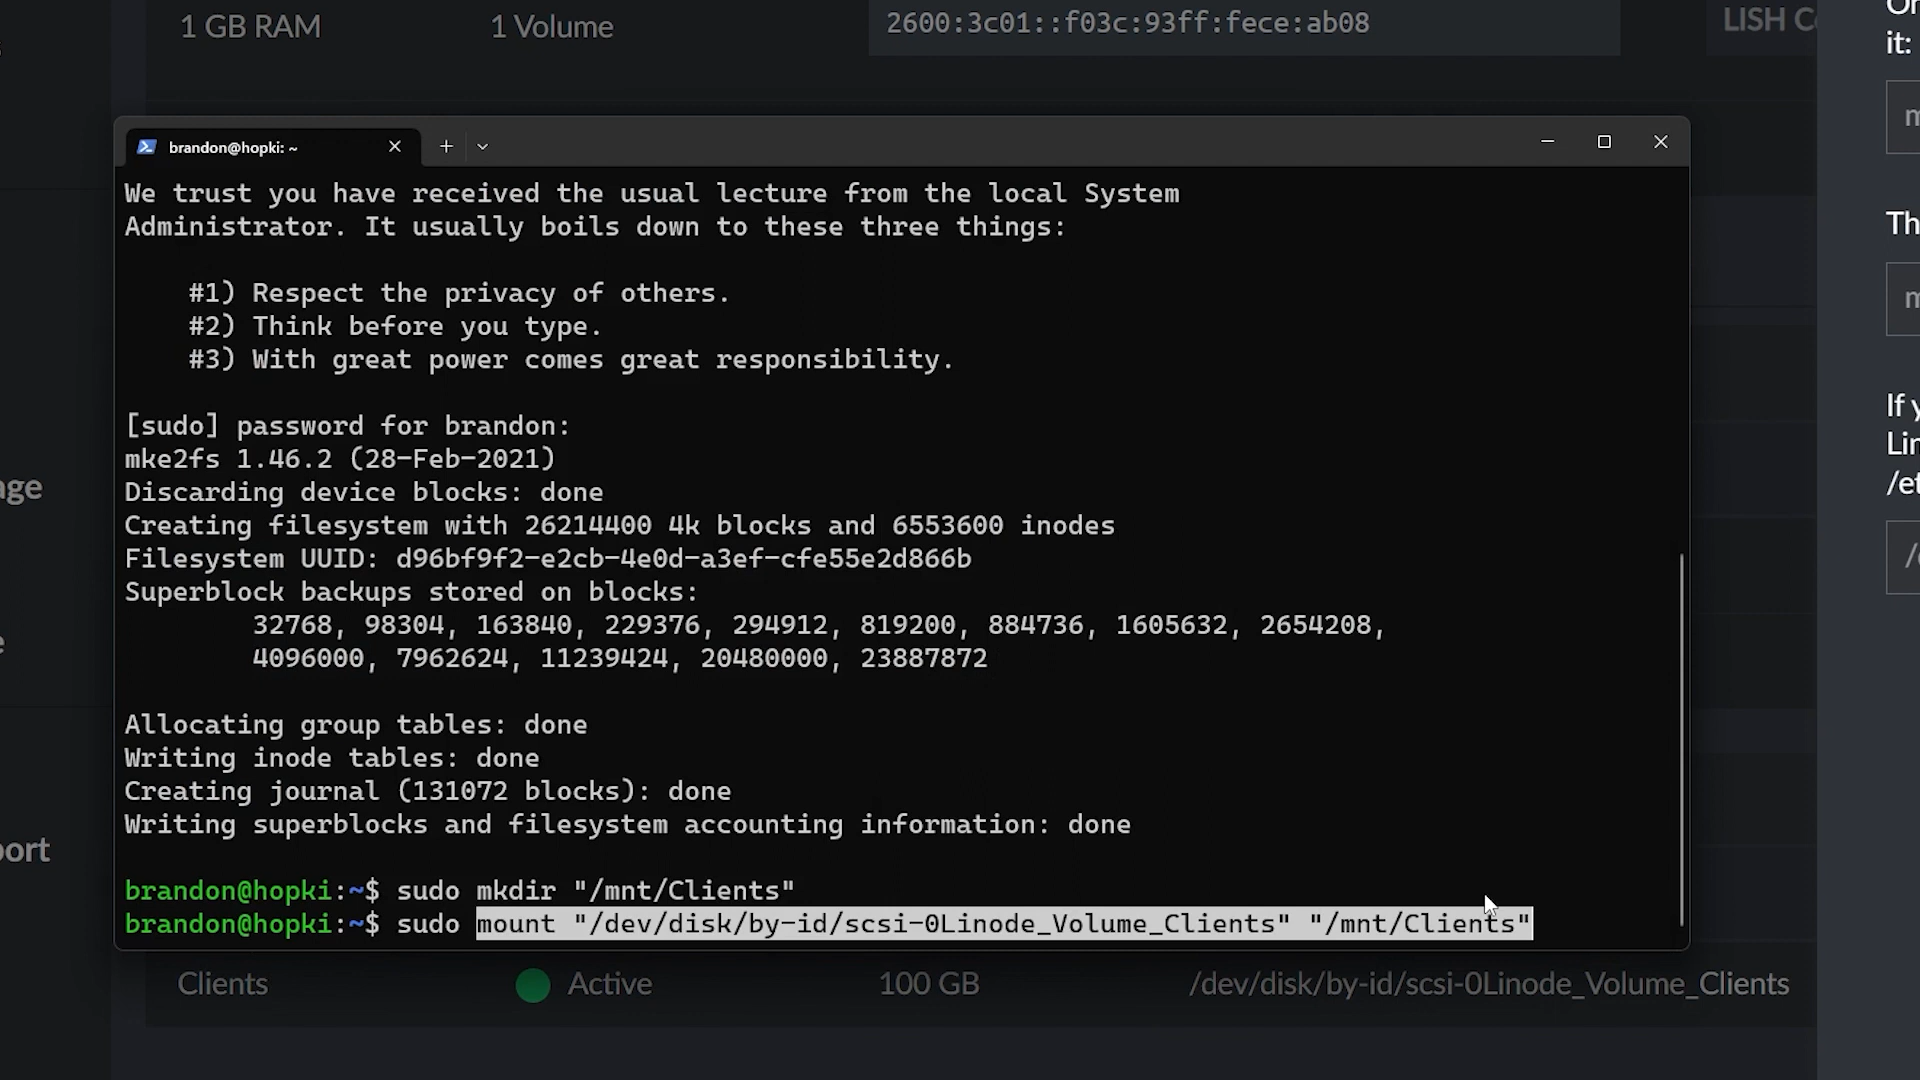 1 GB RAM
1 Volume
2600:3c01::f03c:93ff:fece:ab08
LISH
it:
brandon@hopki: ~
We trust you have received the usual lecture from the local System
Administrator. It usually boils down to these three things:
#1) Respect the privacy of others.
#2) Think before you type.
#3) With great power comes great responsibility.
[sudo] password for brandon:
mke2fs 1.46.2 (28-Feb-2021)
Discarding device blocks: done
Creating filesystem with 26214400 4k blocks and 6553600 inodes
Filesystem UUID: d96bf9f2-e2cb-4e0d-a3ef-cfe55e2d866b
Superblock backups stored on blocks:
32768, 98304, 163840, 229376, 294912, 819200, 884736, 1605632, 2654208,
4096000, 7962624, 11239424, 20480000, 23887872
Allocating group tables: done
Writing inode tables: done
Creating journal (131072 blocks): done
Writing superblocks and filesystem accounting information: done
brandon@hopki:~$ sudo mkdir "/mnt/Clients"
brandon@hopki:~$ sudo mount "/dev/disk/by-id/scsi-0Linode_Volume_Clients" "/mnt/Clients"
Clients
Active
100 GB
/dev/disk/by-id/scsi-0Linode_Volume_Clients
If